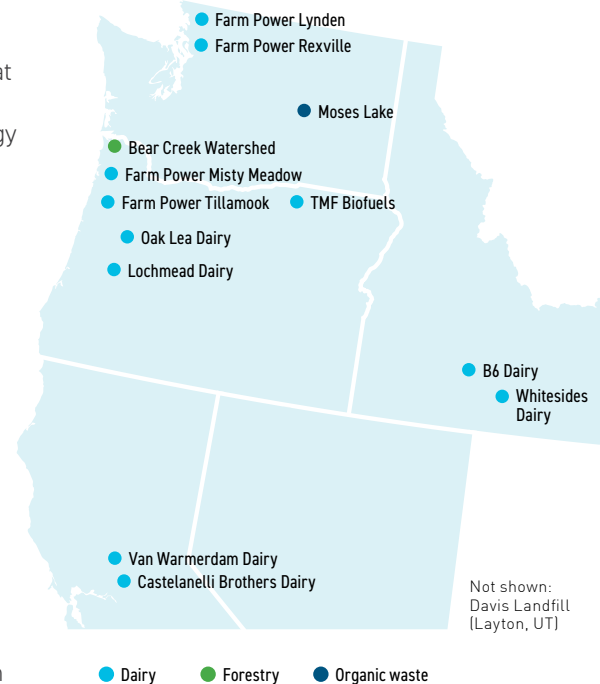 Farm Power Lynden
Farm Power Rexville
at
Moses Lake
gy
Bear Creek Watershed
Farm Power Misty Meadow
Farm Power Tillamook
TMF Biofuels
Oak Lea Dairy
Lochmead Dairy
B6 Dairy
Whitesides
Dairy
Van Warmerdam Dairy
Castelanelli Brothers Dairy
Not shown:
Davis Landfill
(Layton, UT)
Dairy
Forestry
Organic waste